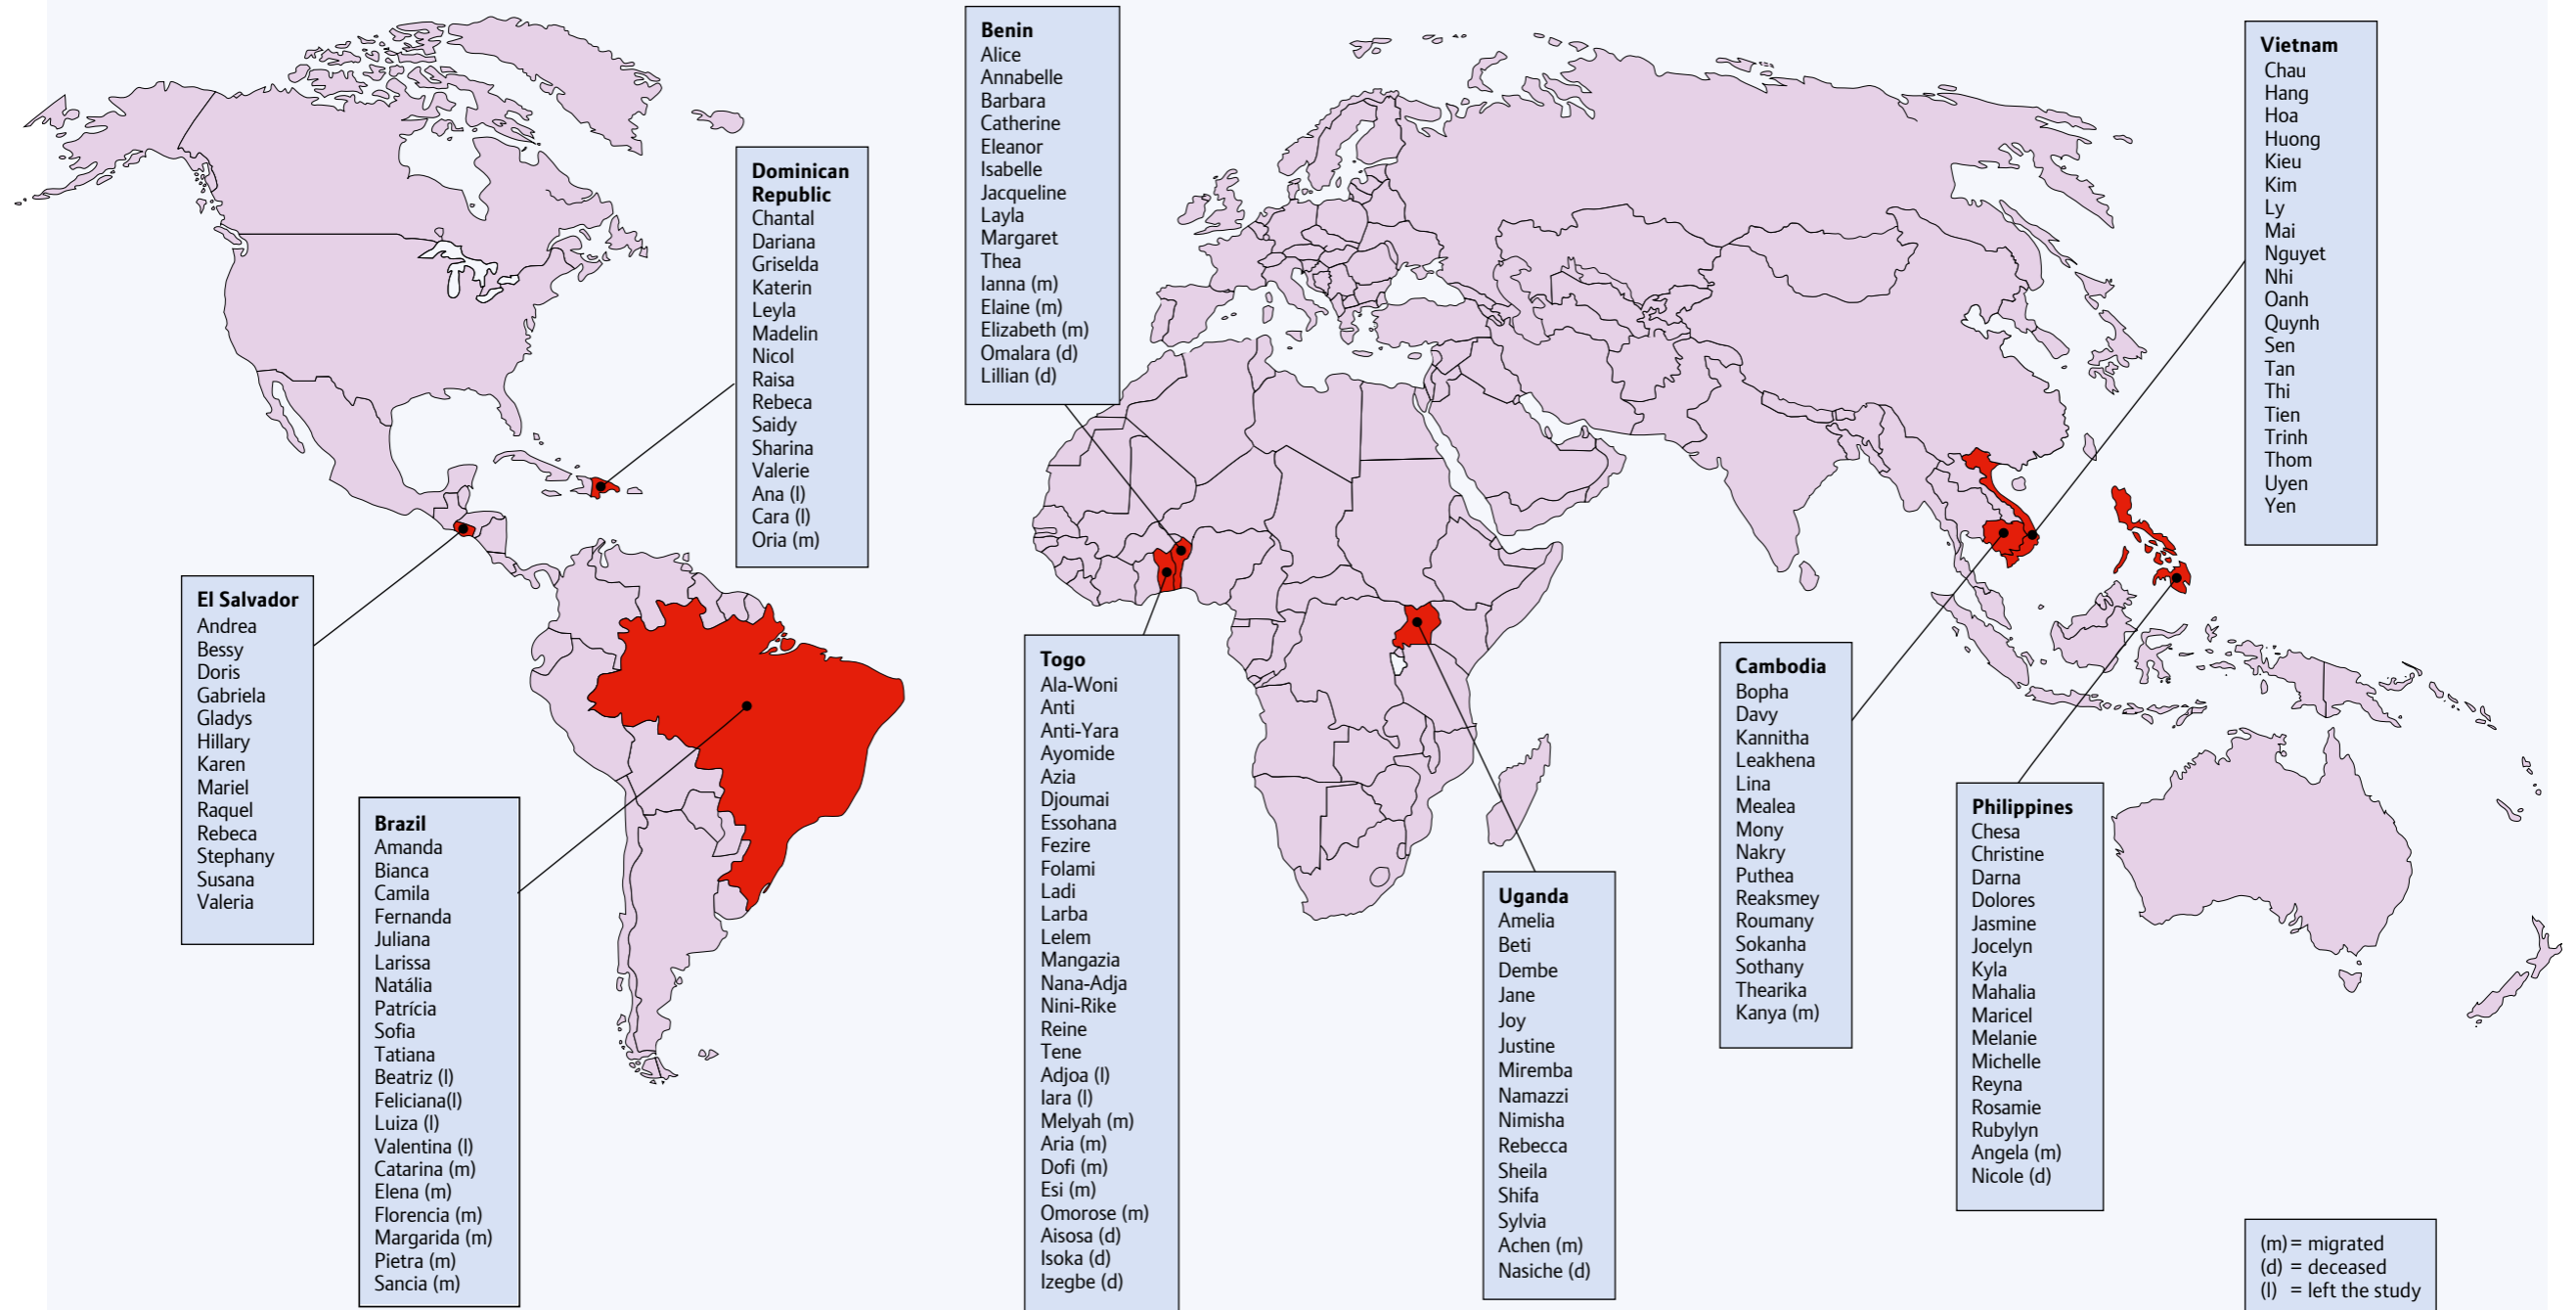 Benin
Alice
Annabelle
Barbara
Catherine
Eleanor
Isabelle
Jacqueline
Layla
Margaret
Thea
Ianna (m)
Elaine (m)
Elizabeth (m)
Omalara (d)
Lillian (d)
Vietnam
Chau
Hang
Hoa
Huong
Kieu
Kim
Ly
Mai
Nguyet
Nhi
Oanh
Quynh
Sen
Tan
Thi
Tien
Trinh
Thom
Uyen
Yen
Dominican
Republic
Chantal
Dariana
Griselda
Katerin
Leyla
Madelin
Nicol
Raisa
Rebeca
Saidy
Sharina
Valerie
Ana (l)
Cara (l)
Oria (m)
El Salvador
Andrea
Bessy
Doris
Gabriela
Gladys
Hillary
Karen
Mariel
Raquel
Rebeca
Stephany
Susana
Valeria
Brazil
Amanda
Bianca
Camila
Fernanda
Juliana
Larissa
Natália
Patrícia
Sofia
Tatiana
Beatriz (l)
Feliciana(l)
Luiza (l)
Valentina (l)
Catarina (m)
Elena (m)
Florencia (m)
Margarida (m)
Pietra (m)
Sancia (m)
Togo
Ala-Woni
Anti
Anti-Yara
Ayomide
Azia
Djoumai
Essohana
Fezire
Folami
Ladi
Larba
Lelem
Mangazia
Nana-Adja
Nini-Rike
Reine
Tene
Adjoa (l)
Iara (l)
Melyah (m)
Aria (m)
Dofi (m)
Esi (m)
Omorose (m)
Aisosa (d)
Isoka (d)
Izegbe (d)
Uganda
Amelia
Beti
Dembe
Jane
Joy
Justine
Miremba
Namazzi
Nimisha
Rebecca
Sheila
Shifa
Sylvia
Achen (m)
Nasiche (d)
Cambodia
Bopha
Davy
Kannitha
Leakhena
Lina
Mealea
Mony
Nakry
Puthea
Reaksmey
Roumany
Sokanha
Sothany
Thearika
Kanya (m)
Philippines
Chesa
Christine
Darna
Dolores
Jasmine
Jocelyn
Kyla
Mahalia
Maricel
Melanie
Michelle
Reyna
Rosamie
Rubylyn
Angela (m)
Nicole (d)
(m) = migrated
(d) = deceased
(l) = left the study